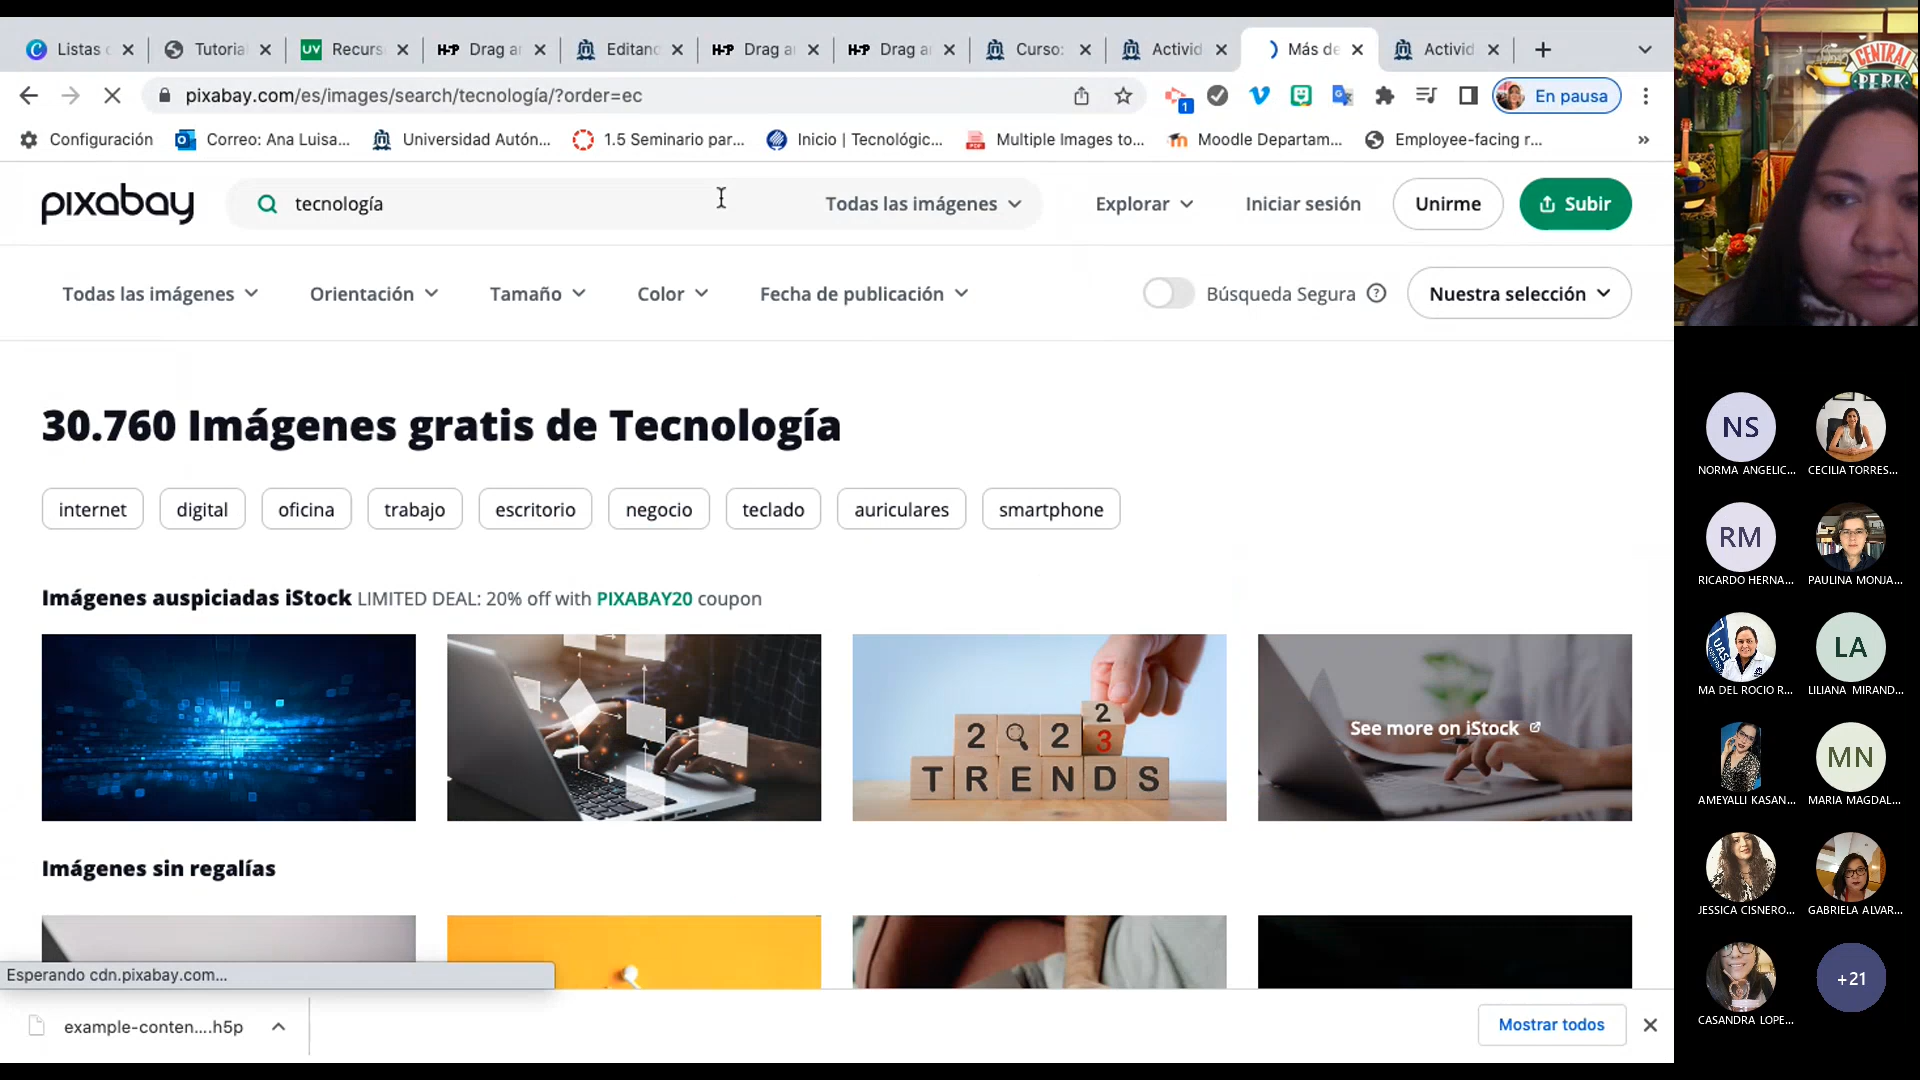 Listas
Tutoria
UV Recurs
H-P Drag a
Editan
H-P Drag a
H-P Drag a
Curso:
Activid
Más de
Activid
pixabay.com/es/images/search/tecnología/?order=ec
1
En pausa
Configuración
Correo: Ana Luisa...
Universidad Autón...
1.5 Seminario par...
Inicio | Tecnológic...
Multiple Images to...
Moodle Departam...
Employee-facing r...
pixabay
tecnología
Todas las imágenes
Explorar
Iniciar sesión
Unirme
Subir
Todas las imágenes
Orientación
Tamaño
Color
Fecha de publicación
Búsqueda Segura
Nuestra selección
30.760 Imágenes gratis de Tecnología
internet
digital
oficina
trabajo
escritorio
negocio
teclado
auriculares
smartphone
Imágenes auspiciadas iStock LIMITED DEAL: 20% off with PIXABAY20 coupon
2 2 2 3
TRENDS
See more on iStock
Imágenes sin regalías
Esperando cdn.pixabay.com...
example-conten....h5p
Mostrar todos
CENTRAL
PERK
NS
NORMA ANGELIC...
CECILIA TORRES...
RM
RICARDO HERNA...
PAULINA MONJA...
MA DEL ROCIO R...
LA
LILIANA MIRAND...
AMEYALLI KASAN...
MN
MARIA MAGDAL...
JESSICA CISNERO...
GABRIELA ALVAR...
CASANDRA LOPE...
+21